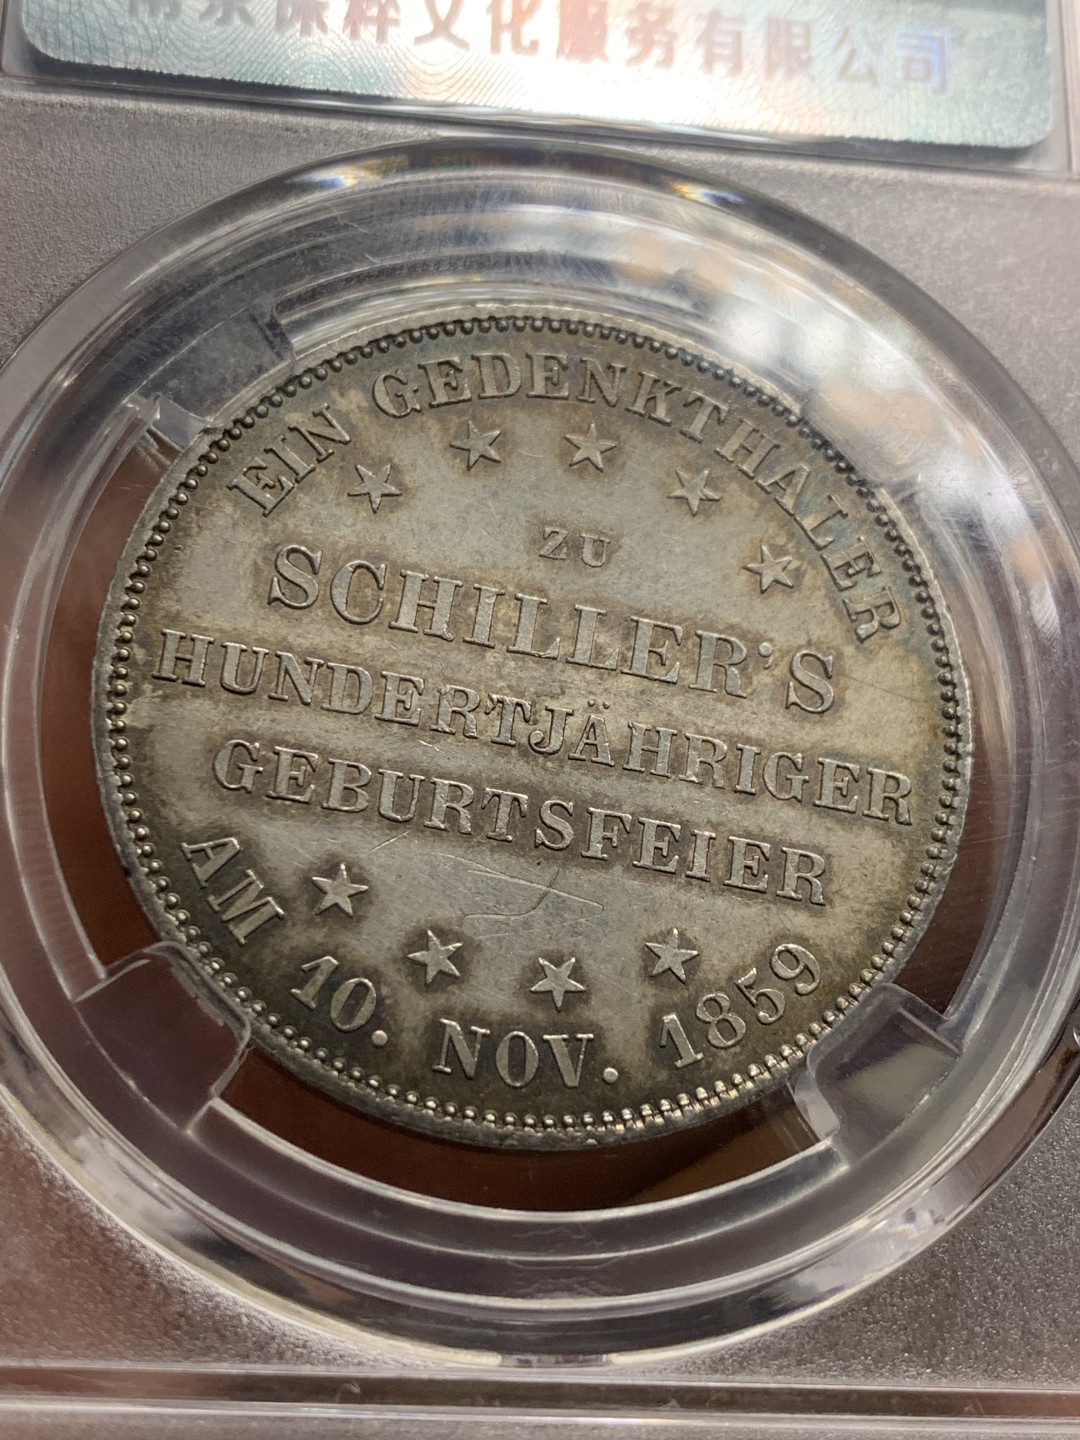 文化服务有限公司
EIN GEDENKTHALER
ZU
SCHILLER'S
HUNDERTJÄHRIGER
GEBURTSFEIER
AM 10. NOV. 1859